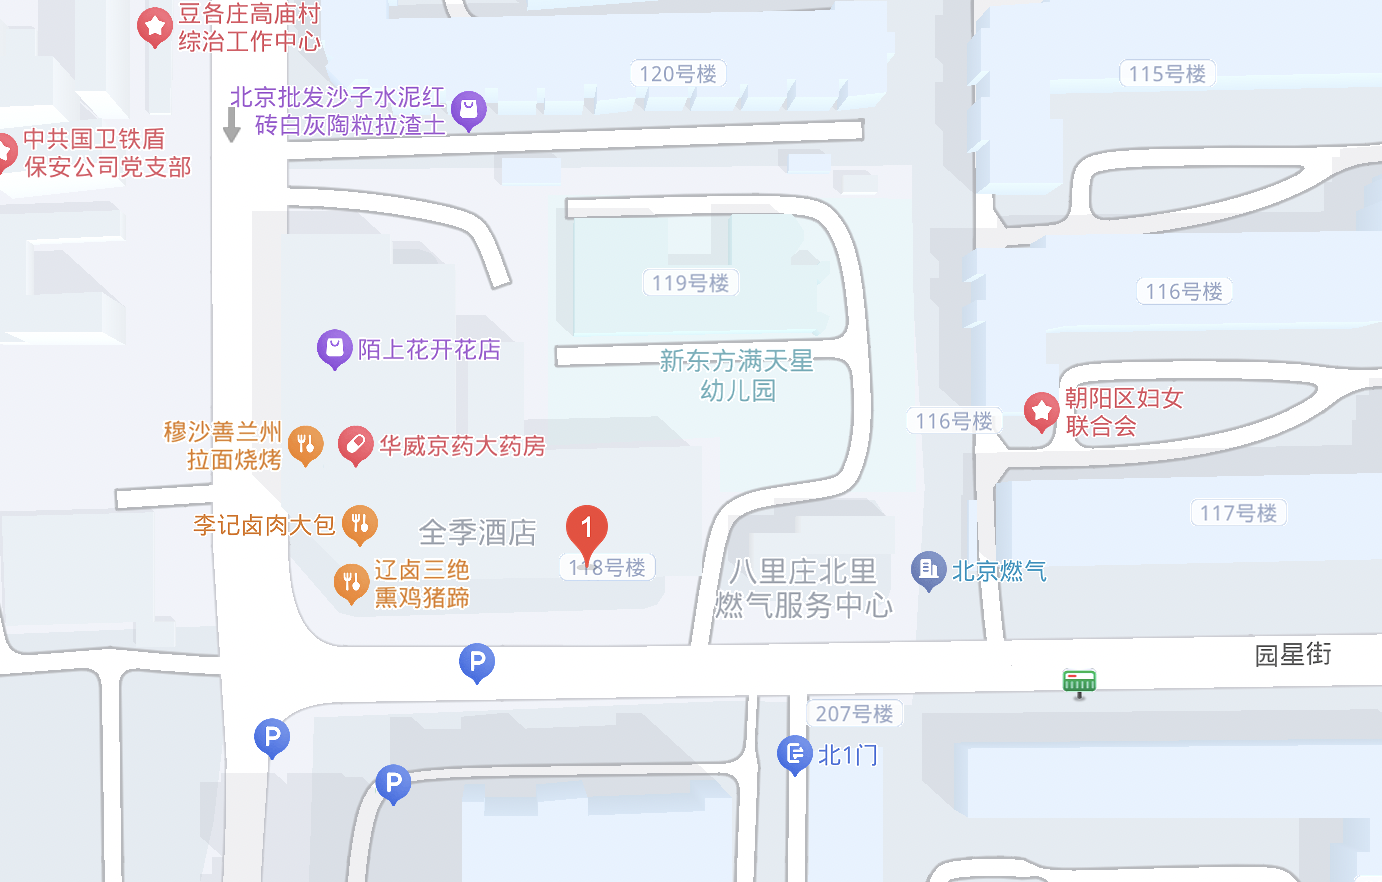 豆各庄高庙村
综治工作中心
120号楼
115号楼
北京批发沙子水泥红
砖白灰陶粒拉渣土
中共国卫铁盾
保安公司党支部
119号楼
116号楼
陌上花开花店
新东方满天星
幼儿园
朝阳区妇女
联合会
116号楼
穆沙善兰州
拉面烧烤
华威京药大药房
117号楼
李记卤肉大包
全季酒店
1
118号楼
辽卤三绝
熏鸡猪蹄
八里庄北里
燃气服务中心
北京燃气
园星街
P
207号楼
P
北1门
P